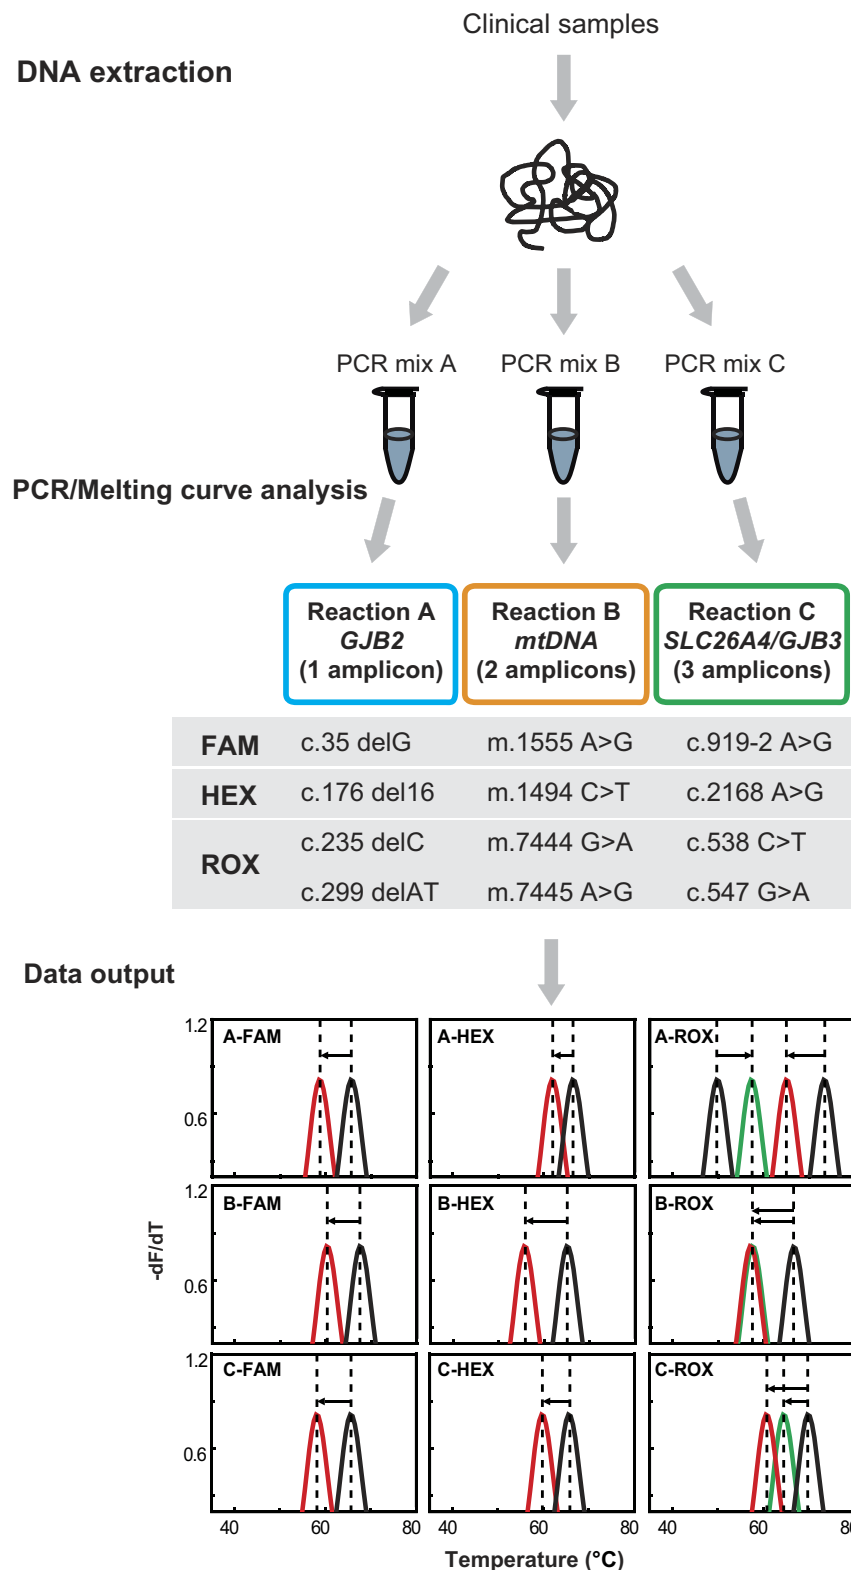 Clinical samples
DNA extraction
PCR mix A PCR mix B PCR mix C
PCR/Melting curve analysis
Reaction A
GJB2
(1 amplicon)
Reaction B
mtDNA
(2 amplicons)
Reaction C
SLC26A4/GJB3
(3 amplicons)
FAM c.35 delG m.1555 A>G c.919-2 A>G
HEX c.176 del16 m.1494 C>T c.2168 A>G
ROX
c.235 delC m.7444 G>A c.538 C>T
c.299 delAT m.7445 A>G c.547 G>A
Data output
1.2
A-FAM A-HEX A-ROX
0.6
1.2
B-FAM B-HEX B-ROX
-dF/dT
0.6
1.2
C-FAM C-HEX C-ROX
0.6
40 60 80 40 60 80 40 60 80
Temperature (°C)